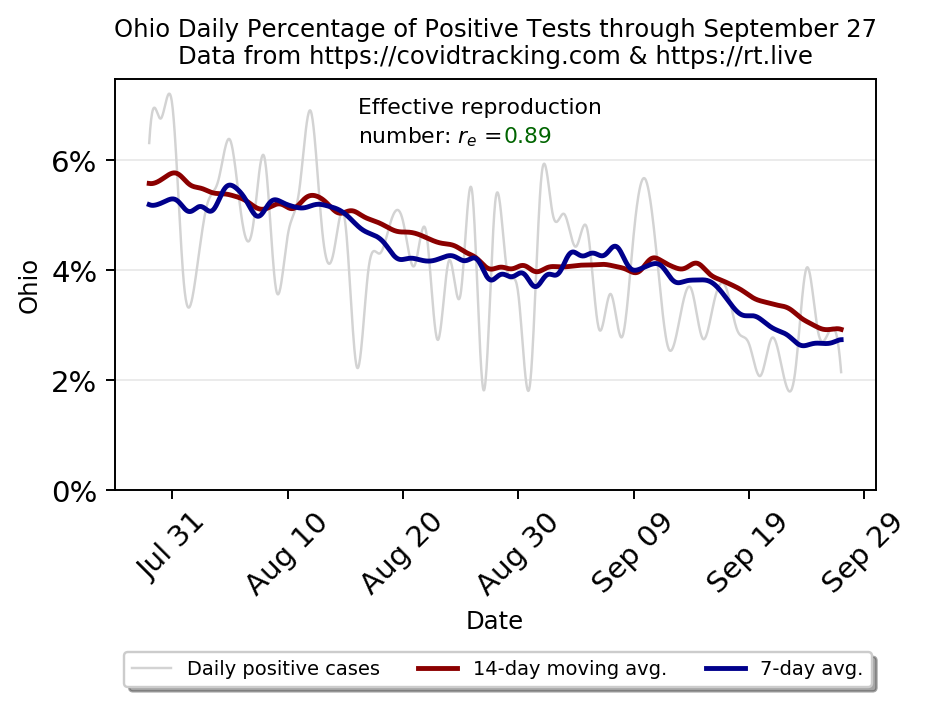 Ohio Daily Percentage of Positive Tests through September 27
Data from https://covidtracking.com & https://rt.live
Effective reproduction
number: rₑ =0.89
6%
4%
2%
0%
Ohio
Jul 31
Aug 10
Aug 20
Aug 30
Sep 09
Sep 19
Sep 29
Date
Daily positive cases
14-day moving avg.
7-day avg.